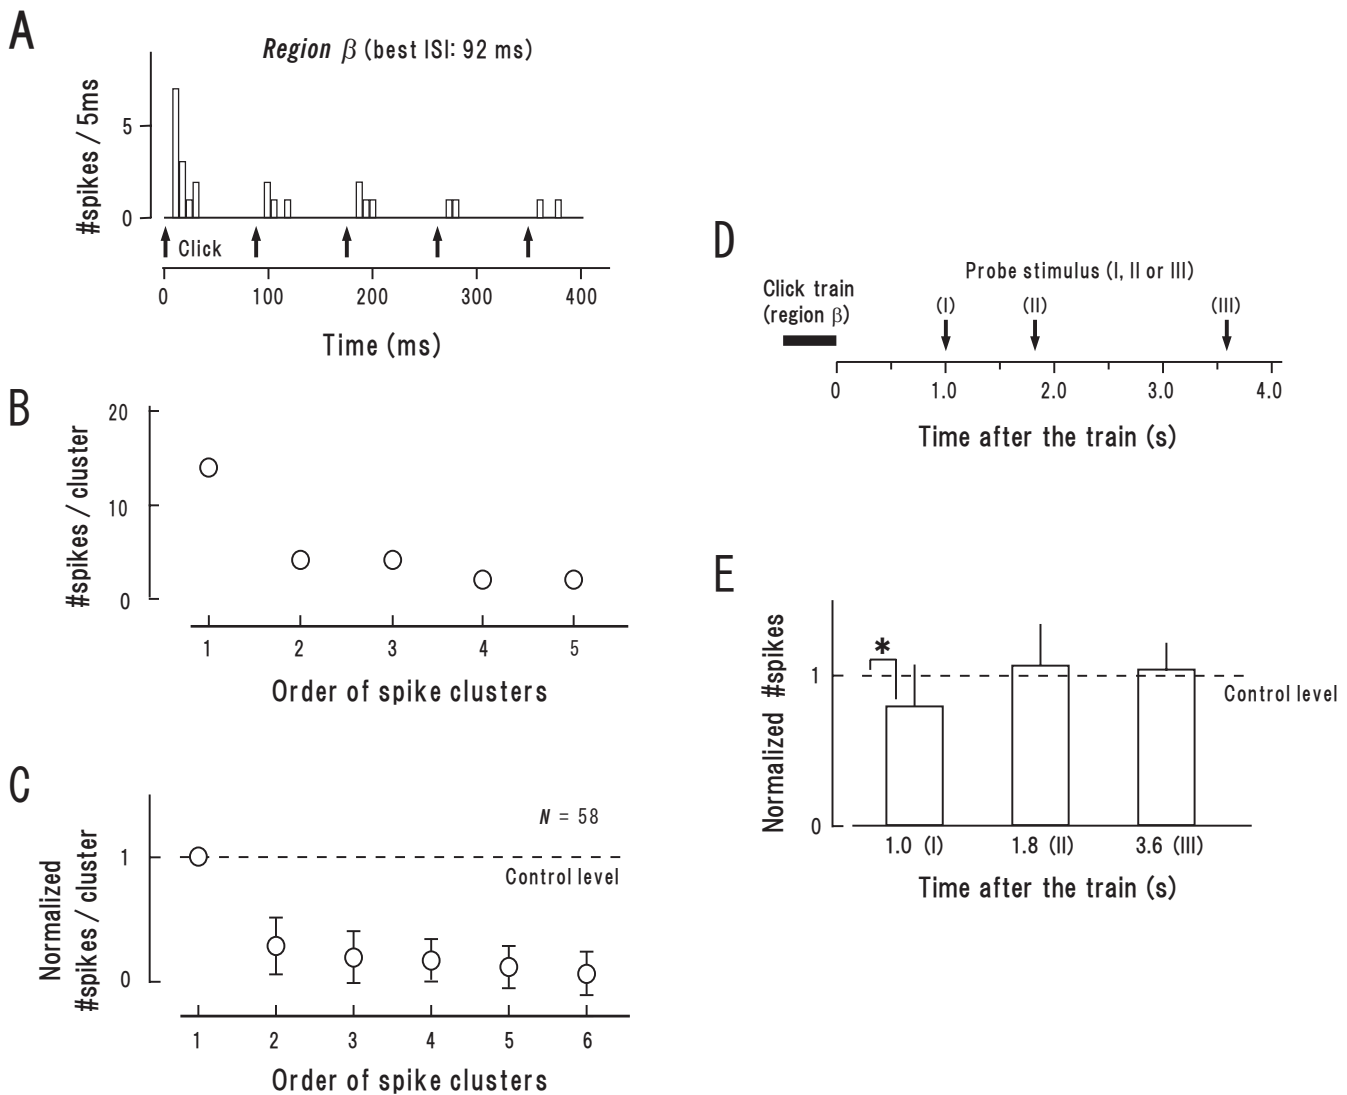 A
Region β (best ISI: 92 ms)
#spikes / 5ms
5
0
Click
0 100 200 300 400
Time (ms)
B
#spikes / cluster
20
10
0
1 2 3 4 5
Order of spike clusters
C
Normalized
#spikes / cluster
N = 58
1
Control level
0
1 2 3 4 5 6
Order of spike clusters
D
Probe stimulus (I, II or III)
Click train
(region β)
(I) (II) (III)
0 1.0 2.0 3.0 4.0
Time after the train (s)
E
Normalized #spikes
*
1
Control level
0
1.0 (I) 1.8 (II) 3.6 (III)
Time after the train (s)